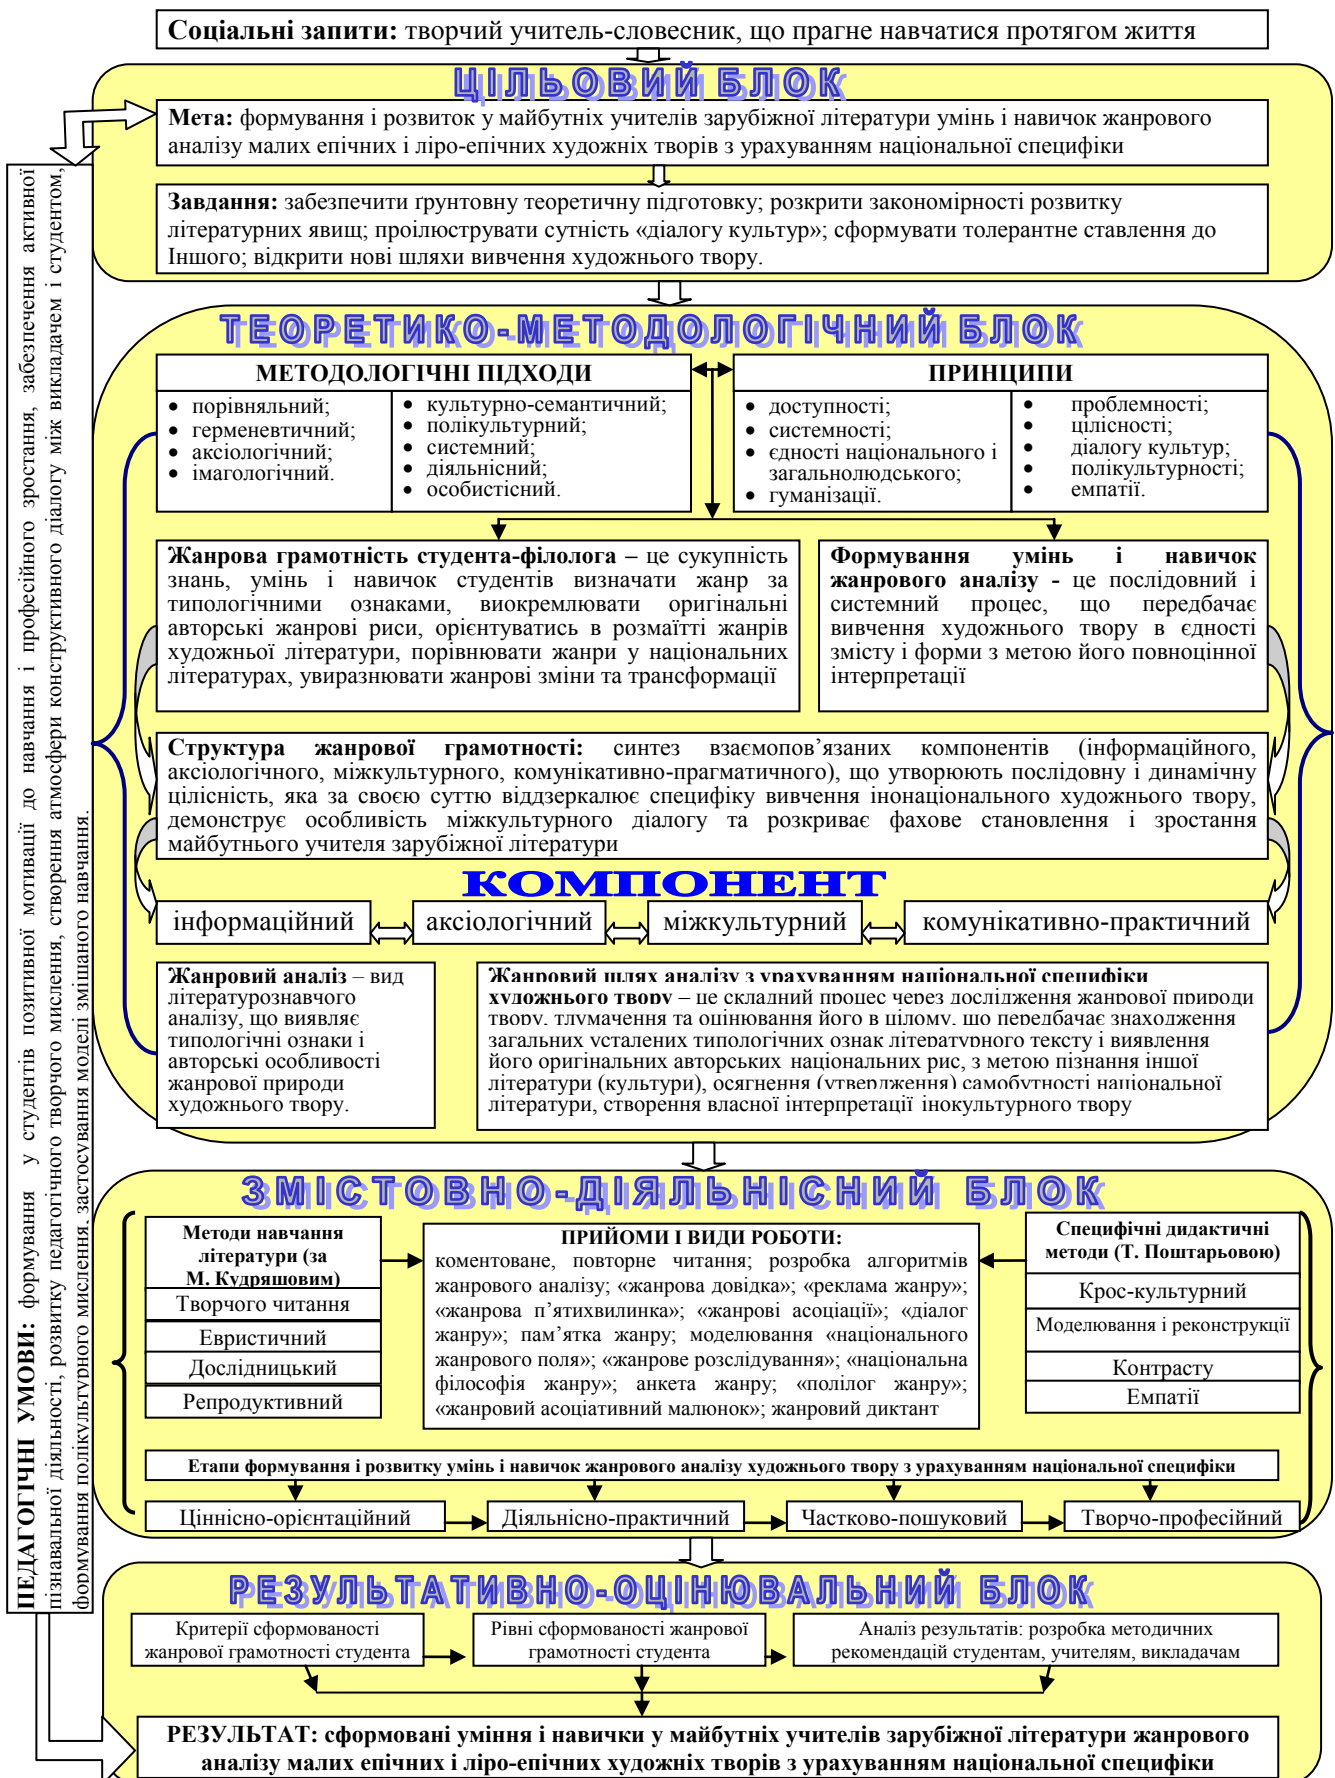 Соціальні запити: творчий учитель-словесник, що прагне навчатися протягом життя
ЦІЛЬОВИЙ БЛОК
Мета: формування і розвиток у майбутніх учителів зарубіжної літератури умінь і навичок жанрового
аналізу малих епічних і ліро-епічних художніх творів з урахуванням національної специфіки
Завдання: забезпечити ґрунтовну теоретичну підготовку; розкрити закономірності розвитку
літературних явищ; проілюструвати сутність «діалогу культур»; сформувати толерантне ставлення до
Іншого; відкрити нові шляхи вивчення художнього твору.
ПЕДАГОГІЧНІ УМОВИ: формування у студентів позитивної мотивації до навчання і професійного зростання, забезпечення активної
пізнавальної діяльності, розвитку педагогічного творчого мислення, створення атмосфери конструктивного діалогу між викладачем і студентом,
формування полікультурного мислення, застосування моделі змішаного навчання.
ТЕОРЕТИКО-МЕТОДОЛОГІЧНИЙ БЛОК
МЕТОДОЛОГІЧНІ ПІДХОДИ
• порівняльний;
• герменевтичний;
• аксіологічний;
• імагологічний.
• культурно-семантичний;
• полікультурний;
• системний;
• діяльнісний;
• особистісний.
ПРИНЦИПИ
• доступності;
• системності;
• єдності національного і
загальнолюдського;
• гуманізації.
• проблемності;
• цілісності;
• діалогу культур;
• полікультурності;
• емпатії.
Жанрова грамотність студента-філолога – це сукупність
знань, умінь і навичок студентів визначати жанр за
типологічними ознаками, виокремлювати оригінальні
авторські жанрові риси, орієнтуватись в розмаїтті жанрів
художньої літератури, порівнювати жанри у національних
літературах, увиразнювати жанрові зміни та трансформації
Формування умінь і навичок
жанрового аналізу - це послідовний і
системний процес, що передбачає
вивчення художнього твору в єдності
змісту і форми з метою його повноцінної
інтерпретації
Структура жанрової грамотності: синтез взаємопов’язаних компонентів (інформаційного,
аксіологічного, міжкультурного, комунікативно-прагматичного), що утворюють послідовну і динамічну
цілісність, яка за своєю суттю віддзеркалює специфіку вивчення інонаціонального художнього твору,
демонструє особливість міжкультурного діалогу та розкриває фахове становлення і зростання
майбутнього учителя зарубіжної літератури
КОМПОНЕНТ
інформаційний
аксіологічний
міжкультурний
комунікативно-практичний
Жанровий аналіз – вид
літературознавчого
аналізу, що виявляє
типологічні ознаки і
авторські особливості
жанрової природи
художнього твору.
Жанровий шлях аналізу з урахуванням національної специфіки
художнього твору – це складний процес через дослідження жанрової природи
твору, тлумачення та оцінювання його в цілому, що передбачає знаходження
загальних усталених типологічних ознак літературного тексту і виявлення
його оригінальних авторських національних рис, з метою пізнання іншої
літератури (культури), осягнення (утвердження) самобутності національної
літератури, створення власної інтерпретації інокультурного твору
ЗМІСТОВНО-ДІЯЛЬНІСНИЙ БЛОК
Методи навчання
літератури (за
М. Кудряшовим)
Творчого читання
Евристичний
Дослідницький
Репродуктивний
ПРИЙОМИ І ВИДИ РОБОТИ:
коментоване, повторне читання; розробка алгоритмів
жанрового аналізу; «жанрова довідка»; «реклама жанру»;
«жанрова п’ятихвилинка»; «жанрові асоціації»; «діалог
жанру»; пам’ятка жанру; моделювання «національного
жанрового поля»; «жанрове розслідування»; «національна
філософія жанру»; анкета жанру; «полілог жанру»;
«жанровий асоціативний малюнок»; жанровий диктант
Специфічні дидактичні
методи (Т. Поштарьовою)
Крос-культурний
Моделювання і реконструкції
Контрасту
Емпатії
Етапи формування і розвитку умінь і навичок жанрового аналізу художнього твору з урахуванням національної специфіки
Ціннісно-орієнтаційний
Діяльнісно-практичний
Частково-пошуковий
Творчо-професійний
РЕЗУЛЬТАТИВНО-ОЦІНЮВАЛЬНИЙ БЛОК
Критерії сформованості
жанрової грамотності студента
Рівні сформованості жанрової
грамотності студента
Аналіз результатів: розробка методичних
рекомендацій студентам, учителям, викладачам
РЕЗУЛЬТАТ: сформовані уміння і навички у майбутніх учителів зарубіжної літератури жанрового
аналізу малих епічних і ліро-епічних художніх творів з урахуванням національної специфіки